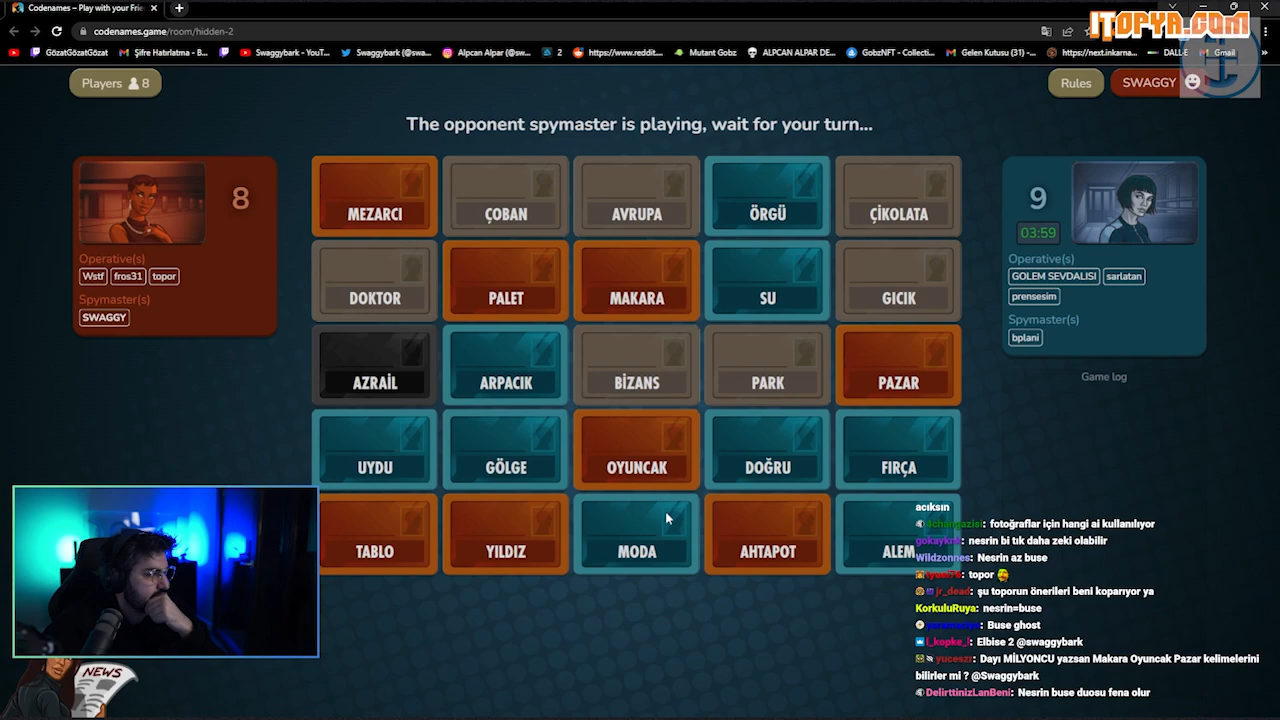 Codenames – Play with your Frie
codenames.game/room/hidden-2
GözatGözatGözat
Şifre Hatırlatma - B...
Swaggybark - YouT...
Swaggybark (@swa...
Alpcan Alpar (@sw...
2
https://www.reddit....
Mutant Gobz
ALPCAN ALPAR DE...
GobzNFT - Collecti...
Gelen Kutusu (31) -...
https://next.inkarna...
DALL·E
Gmail
ITOPYA.COM
Players 8
Rules
SWAGGY
The opponent spymaster is playing, wait for your turn...
8
Operative(s)
Wstf fros31 topor
Spymaster(s)
SWAGGY
MEZARCI
ÇOBAN
AVRUPA
ÖRGÜ
ÇİKOLATA
DOKTOR
PALET
MAKARA
SU
GICIK
AZRAİL
ARPACIK
BİZANS
PARK
PAZAR
UYDU
GÖLGE
OYUNCAK
DOĞRU
FIRÇA
TABLO
YILDIZ
MODA
AHTAPOT
ALEM
9
03:59
Operative(s)
GOLEM SEVDALISI sarlatan
prensesim
Spymaster(s)
bplani
Game log
acıksın
fotoğraflar için hangi ai kullanılıyor
nesrin bi tık daha zeki olabilir
Wildzonnes: Nesrin az buse
topor
jr_dead: şu toporun önerileri beni koparıyor ya
KorkuluRuya: nesrin=buse
Buse ghost
l_kopke_l: Elbise 2 @swaggybark
yuceszr: Dayı MİLYONCU yazsan Makara Oyuncak Pazar kelimelerini
bilirler mi ? @Swaggybark
DelirttinizLanBeni: Nesrin buse duosu fena olur
NEWS